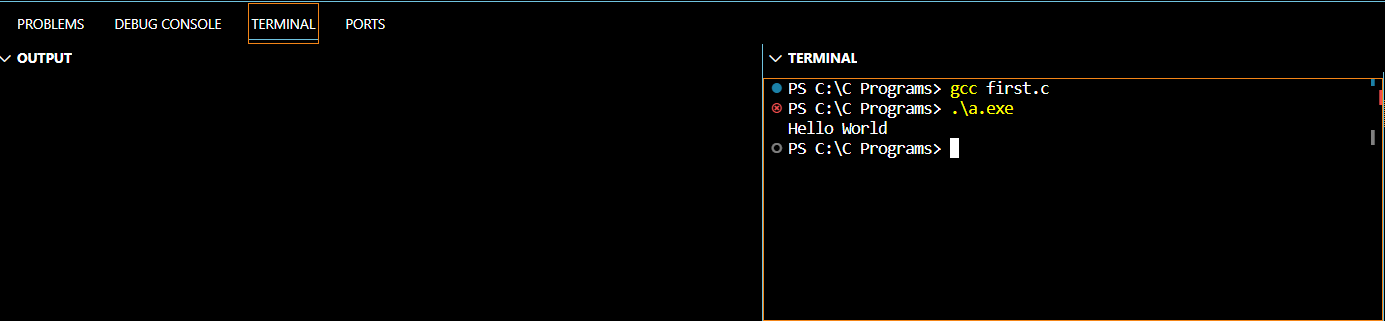 PROBLEMS DEBUG CONSOLE TERMINAL PORTS
OUTPUT
TERMINAL
PS C:\C Programs> gcc first.c
PS C:\C Programs> .\a.exe
Hello World
PS C:\C Programs>